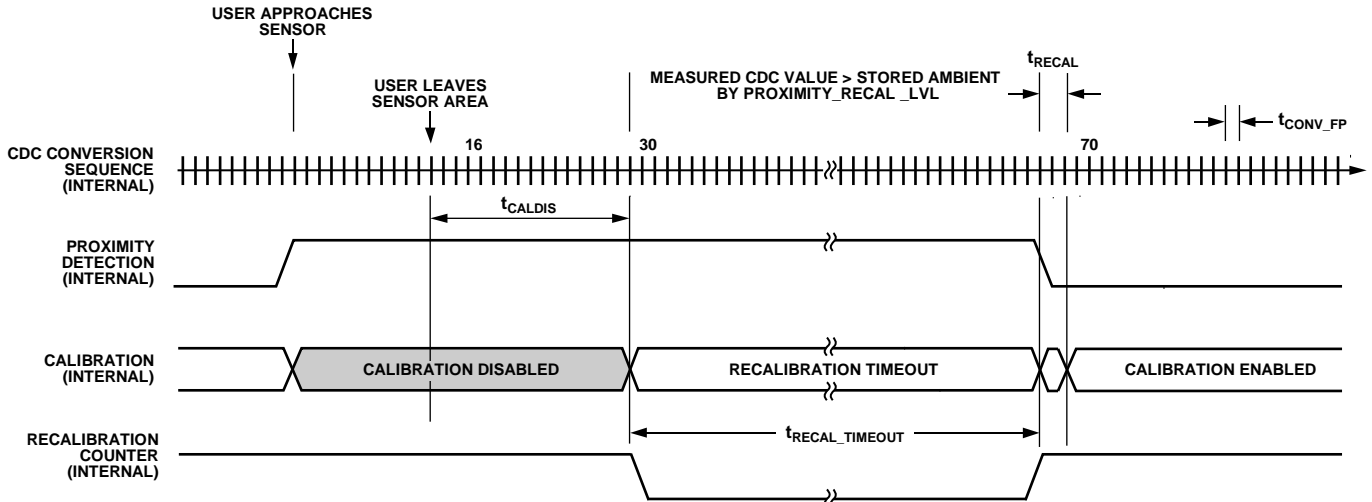 USER APPROACHES
SENSOR
USER LEAVES
SENSOR AREA
MEASURED CDC VALUE > STORED AMBIENT
BY PROXIMITY_RECAL _LVL
tRECAL
tCONV_FP
CDC CONVERSION
SEQUENCE
(INTERNAL)
16
30
70
tCALDIS
PROXIMITY
DETECTION
(INTERNAL)
CALIBRATION
(INTERNAL)
CALIBRATION DISABLED
RECALIBRATION TIMEOUT
CALIBRATION ENABLED
RECALIBRATION
COUNTER
(INTERNAL)
tRECAL_TIMEOUT